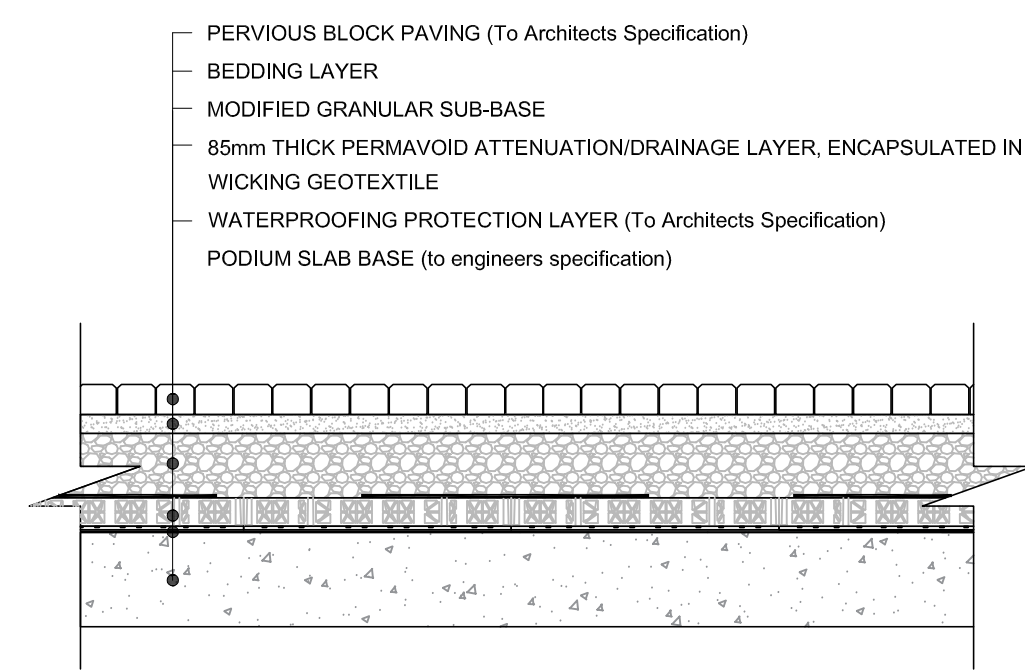 PERVIOUS BLOCK PAVING (To Architects Specification)
BEDDING LAYER
MODIFIED GRANULAR SUB-BASE
85mm THICK PERMAVOID ATTENUATION/DRAINAGE LAYER, ENCAPSULATED IN
WICKING GEOTEXTILE
WATERPROOFING PROTECTION LAYER (To Architects Specification)
PODIUM SLAB BASE (to engineers specification)